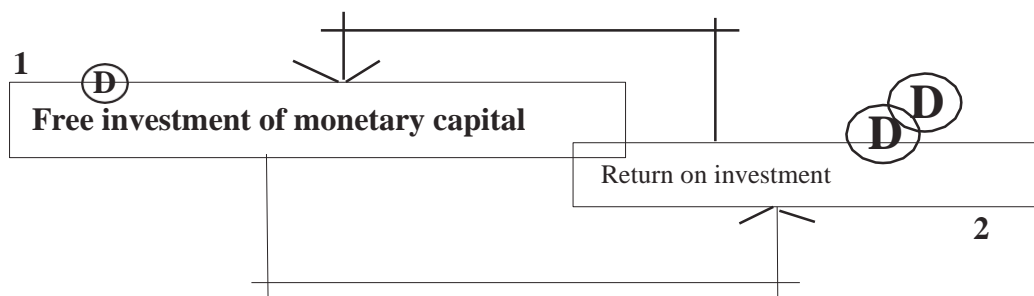 1
D
Free investment of monetary capital
D
D
Return on investment
2